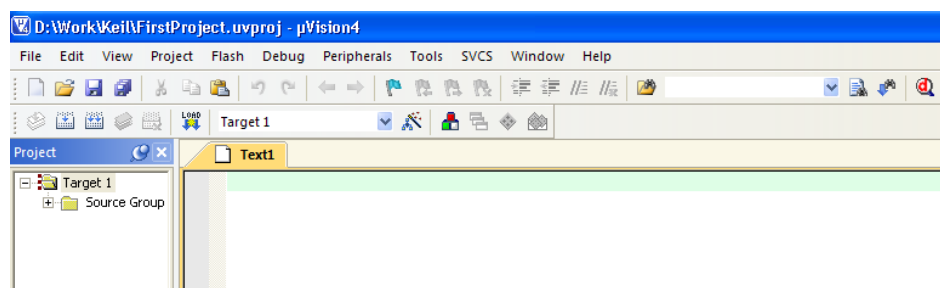 D:\Work\Keil\FirstProject.uvproj - µVision4
File Edit View Project Flash Debug Peripherals Tools SVCS Window Help
LOAD Target 1
Project Text1
Target 1
Source Group